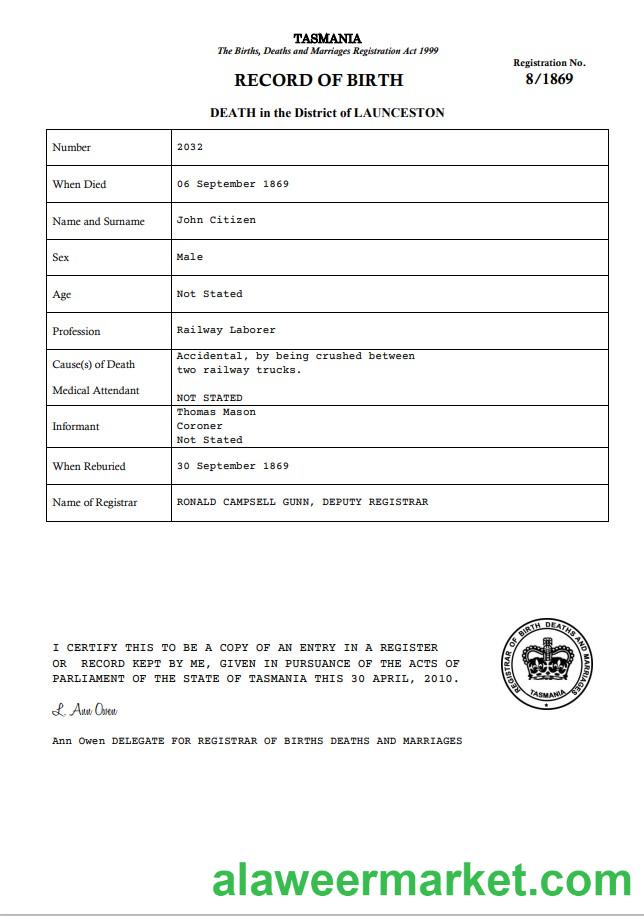 TASMANIA
The Births, Deaths and Marriages Registration Act 1999
Registration No.
RECORD OF BIRTH
8/1869
DEATH in the District of LAUNCESTON
Number 2032
When Died 06 September 1869
Name and Surname John Citizen
Sex Male
Age Not Stated
Profession Railway Laborer
Cause(s) of Death Accidental, by being crushed between
two railway trucks.
Medical Attendant NOT STATED
Thomas Mason
Informant Coroner
Not Stated
When Reburied 30 September 1869
Name of Registrar RONALD CAMPSELL GUNN, DEPUTY REGISTRAR
I CERTIFY THIS TO BE A COPY OF AN ENTRY IN A REGISTER
OR RECORD KEPT BY ME, GIVEN IN PURSUANCE OF THE ACTS OF
PARLIAMENT OF THE STATE OF TASMANIA THIS 30 APRIL, 2010.
L. Ann Owen
Ann Owen DELEGATE FOR REGISTRAR OF BIRTHS DEATHS AND MARRIAGES
REGISTRAR OF BIRTH DEATHS AND MARRIAGES
TASMANIA
alaweermarket.com